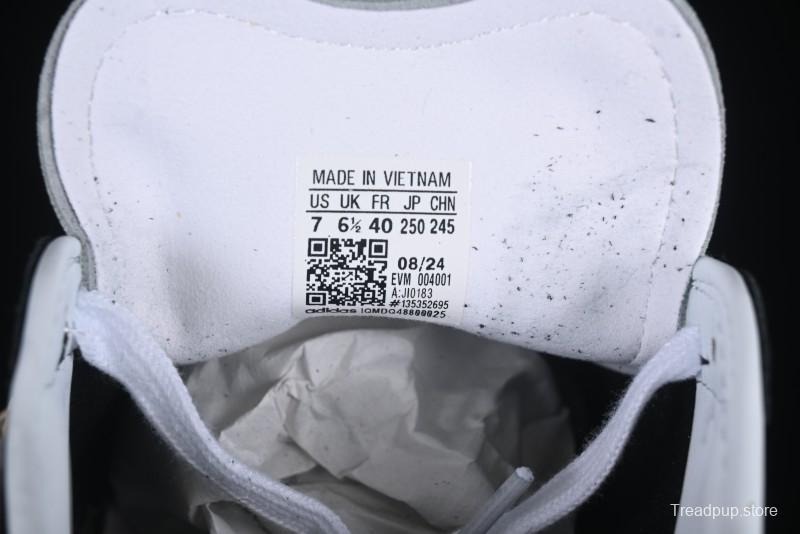 MADE IN VIETNAM
US UK FR JP CHN
7 6½ 40 250 245
08/24
EVM 004001
A:JI0183
#135352695
adidas IQMDQ48800025
Treadpup.store